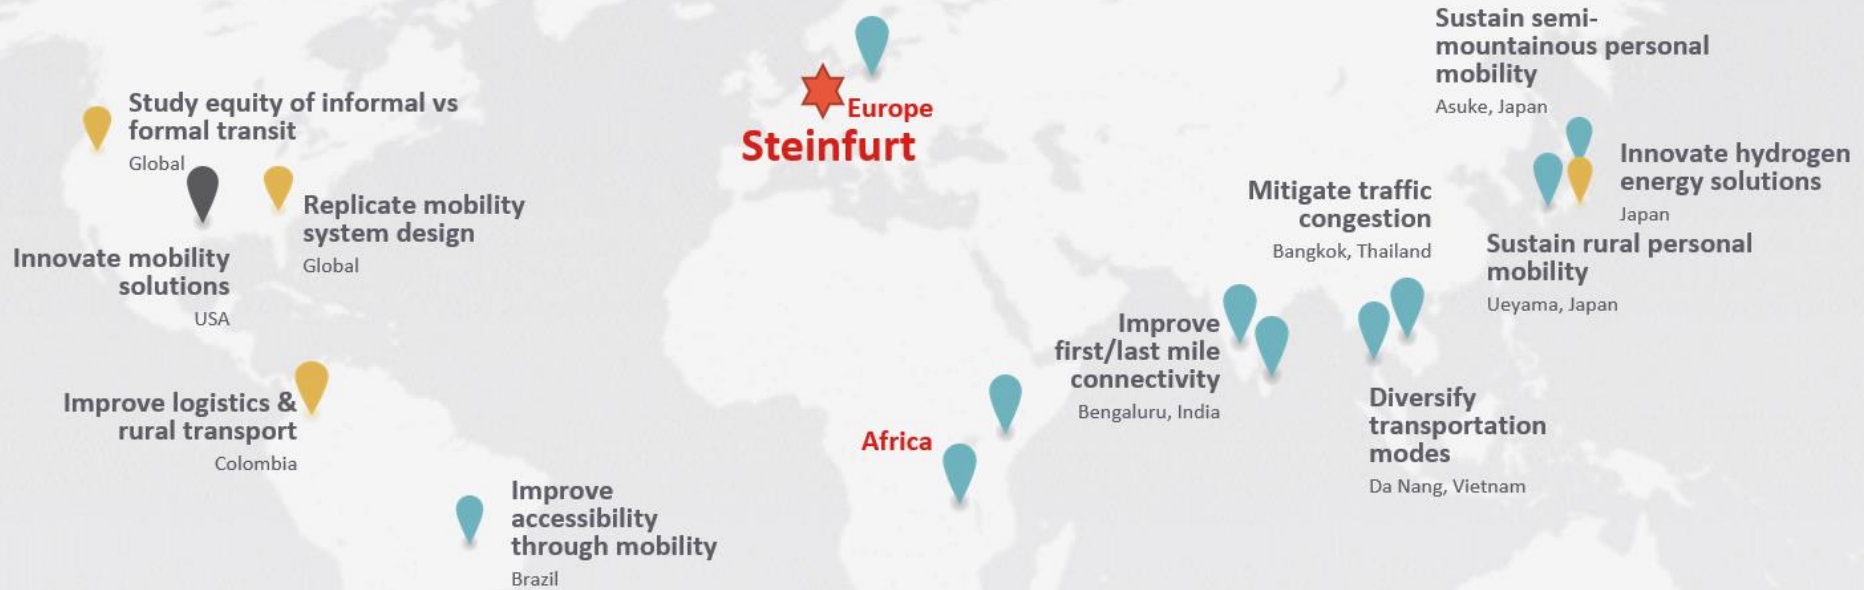 Study equity of informal vs
formal transit
Global
Innovate mobility
solutions
USA
Replicate mobility
system design
Global
Improve logistics &
rural transport
Colombia
Improve
accessibility
through mobility
Brazil
Europe
Steinfurt
Africa
Improve
first/last mile
connectivity
Bengaluru, India
Mitigate traffic
congestion
Bangkok, Thailand
Diversify
transportation
modes
Da Nang, Vietnam
Sustain semi-
mountainous personal
mobility
Asuke, Japan
Innovate hydrogen
energy solutions
Japan
Sustain rural personal
mobility
Ueyama, Japan